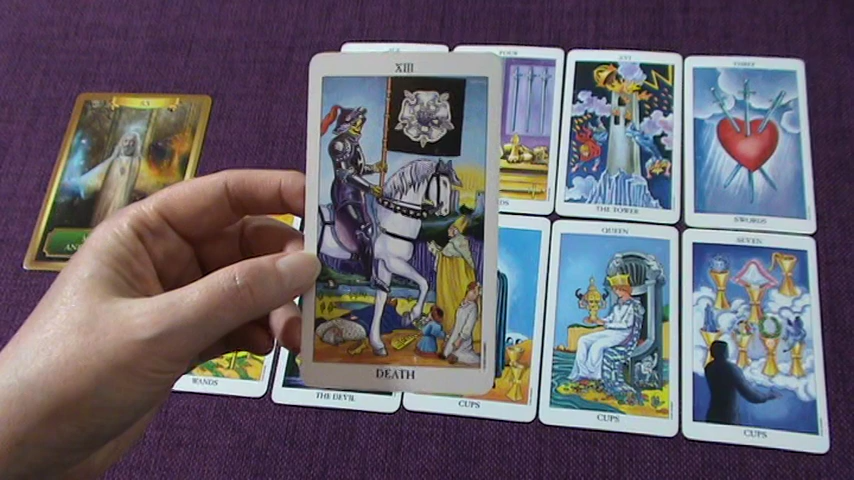 XIII
DEATH
FOUR
XVI
THE TOWER
THREE
SWORDS
QUEEN
CUPS
SEVEN
CUPS
WANDS
THE DEVIL
CUPS